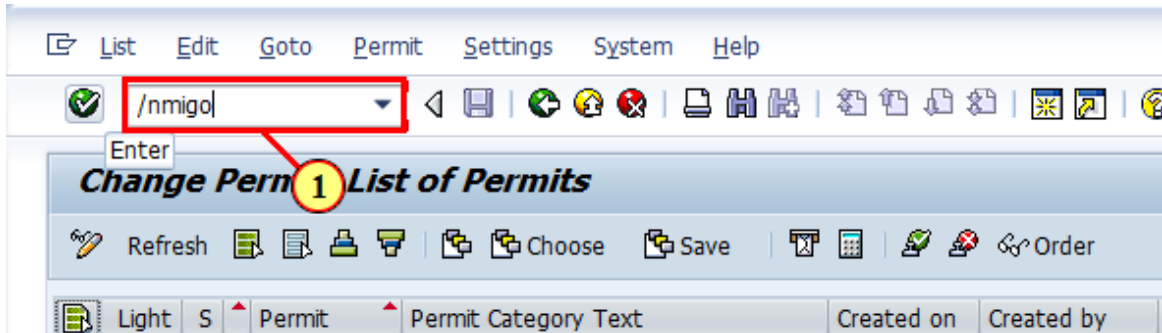 List Edit Goto Permit Settings System Help
/nmigo
Enter
Change Perm 1 List of Permits
Refresh Choose Save Order
Light S Permit Permit Category Text Created on Created by